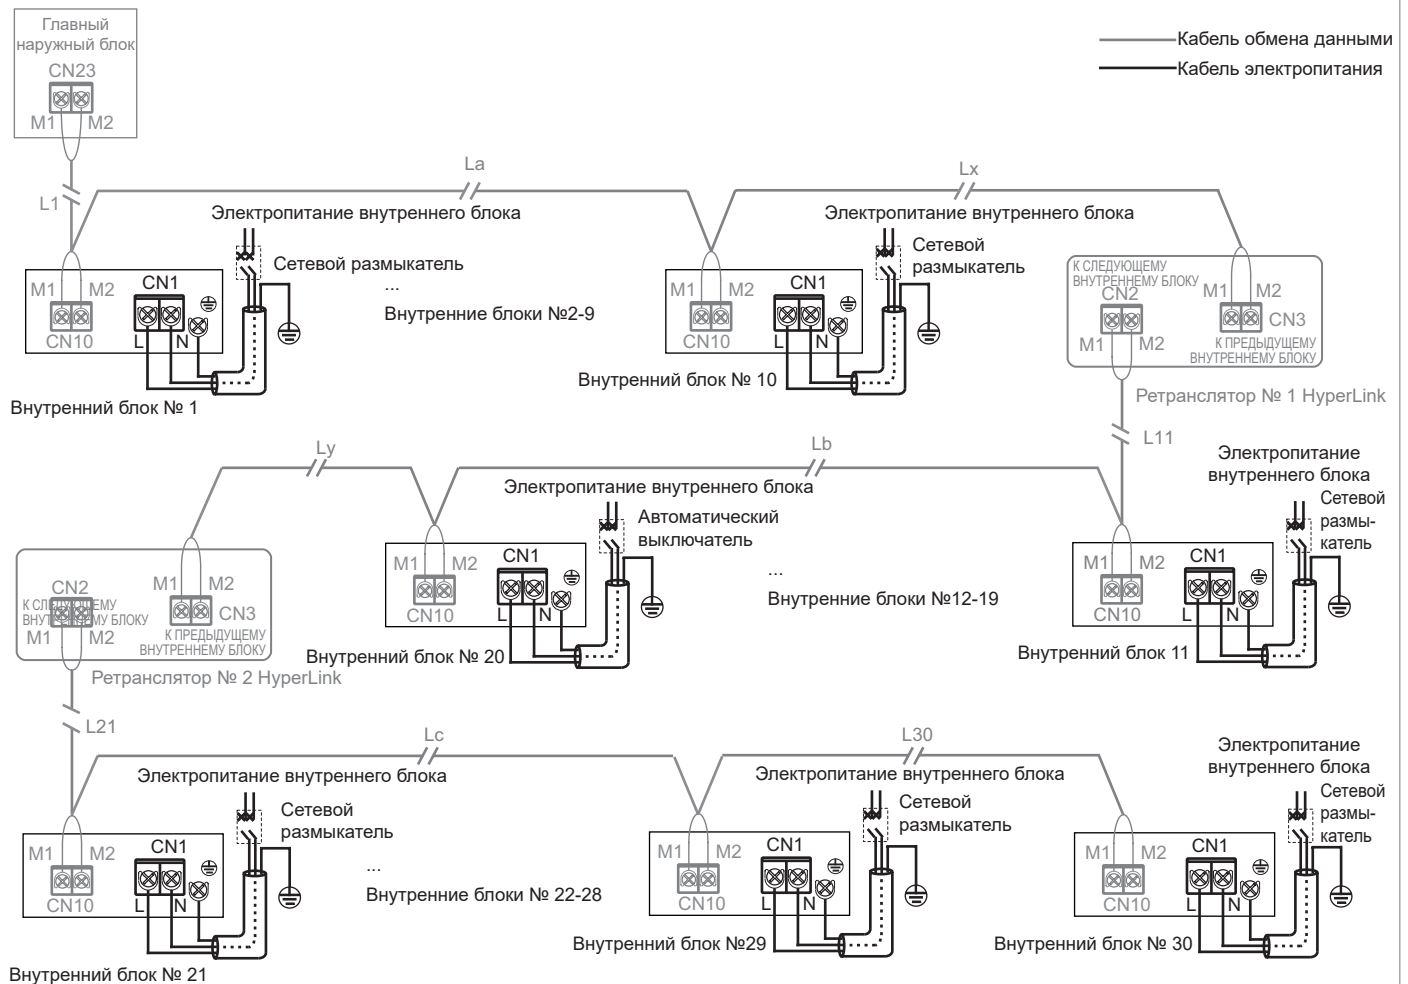 Главный
наружный блок
CN23
M1 M2
Кабель обмена данными
Кабель электропитания
L1
La
Lx
Электропитание внутреннего блока
Сетевой размыкатель
...
Внутренние блоки №2-9
M1 M2
CN1
CN10
L N
Внутренний блок № 1
Электропитание внутреннего блока
Сетевой
размыкатель
M1 M2
CN1
CN10
L N
Внутренний блок № 10
К СЛЕДУЮЩЕМУ
ВНУТРЕННЕМУ БЛОКУ
CN2
M1 M2
M1 M2
CN3
К ПРЕДЫДУЩЕМУ
ВНУТРЕННЕМУ БЛОКУ
Ретранслятор № 1 HyperLink
L11
Ly
Lb
Электропитание
внутреннего блока
Сетевой
размы-
катель
M1 M2
CN1
CN10
L N
Внутренний блок 11
...
Внутренние блоки №12-19
Электропитание внутреннего блока
Автоматический
выключатель
M1 M2
CN1
CN10
L N
Внутренний блок № 20
CN2
К СЛЕДУЮЩЕМУ
ВНУТРЕННЕМУ БЛОКУ
M1 M2
M1 M2
CN3
К ПРЕДЫДУЩЕМУ
ВНУТРЕННЕМУ БЛОКУ
Ретранслятор № 2 HyperLink
L21
Lc
L30
Электропитание внутреннего блока
Сетевой
размыкатель
...
Внутренние блоки № 22-28
M1 M2
CN1
CN10
L N
Внутренний блок № 21
Электропитание внутреннего блока
Сетевой
размыкатель
M1 M2
CN1
CN10
L N
Внутренний блок №29
Электропитание
внутреннего блока
Сетевой
размы-
катель
M1 M2
CN1
CN10
L N
Внутренний блок № 30